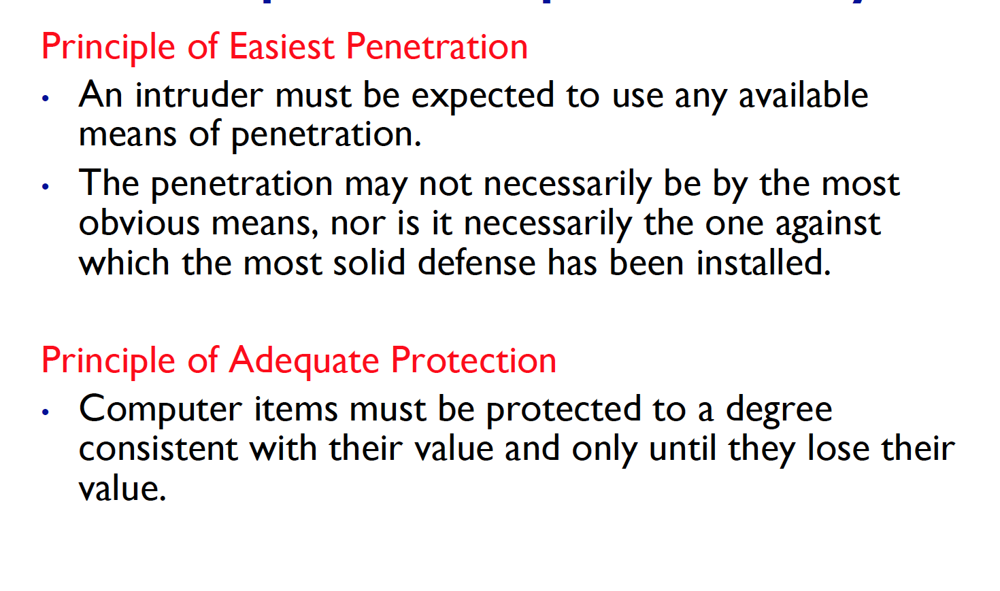 Principle of Easiest Penetration
• An intruder must be expected to use any available
means of penetration.
• The penetration may not necessarily be by the most
obvious means, nor is it necessarily the one against
which the most solid defense has been installed.
Principle of Adequate Protection
• Computer items must be protected to a degree
consistent with their value and only until they lose their
value.